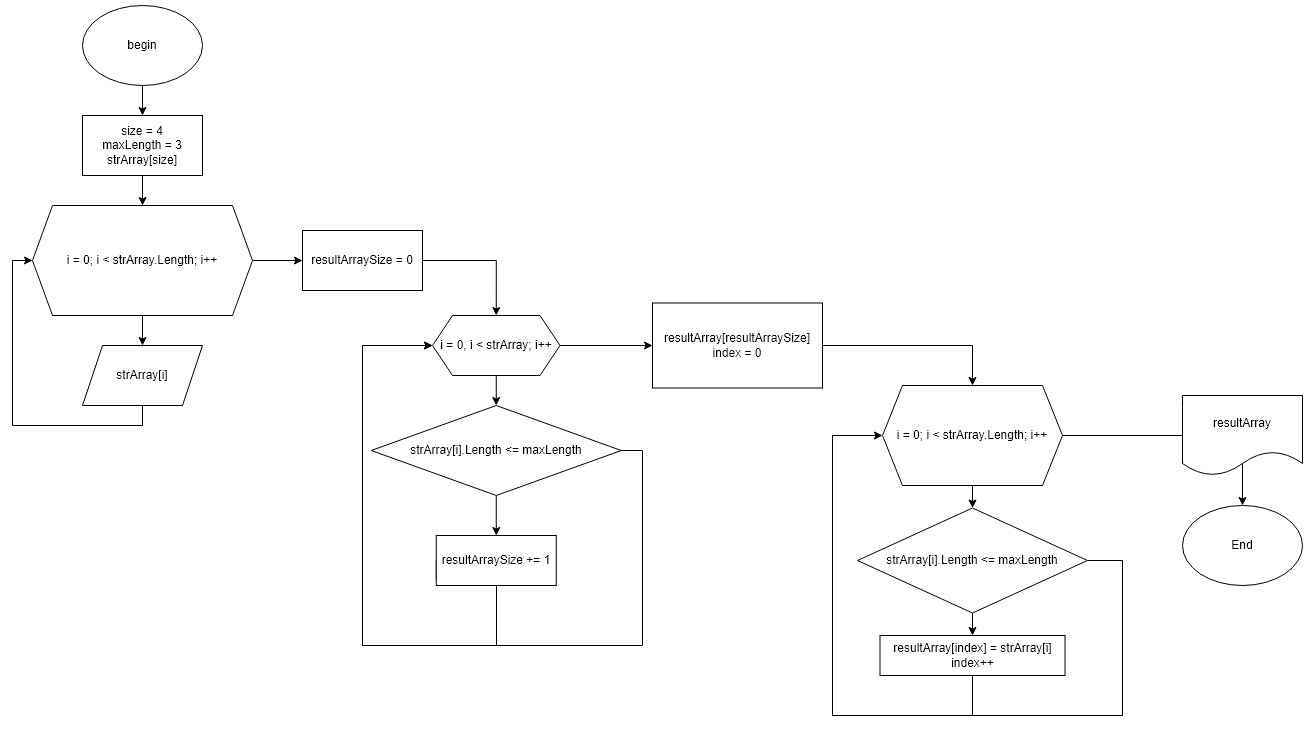 begin
size = 4
maxLength = 3
strArray[size]
i = 0; i < strArray.Length; i++
strArray[i]
resultArraySize = 0
i = 0, i < strArray; i++
strArray[i].Length <= maxLength
resultArraySize += 1
resultArray[resultArraySize]
index = 0
i = 0; i < strArray.Length; i++
strArray[i].Length <= maxLength
resultArray[index] = strArray[i]
index++
resultArray
End